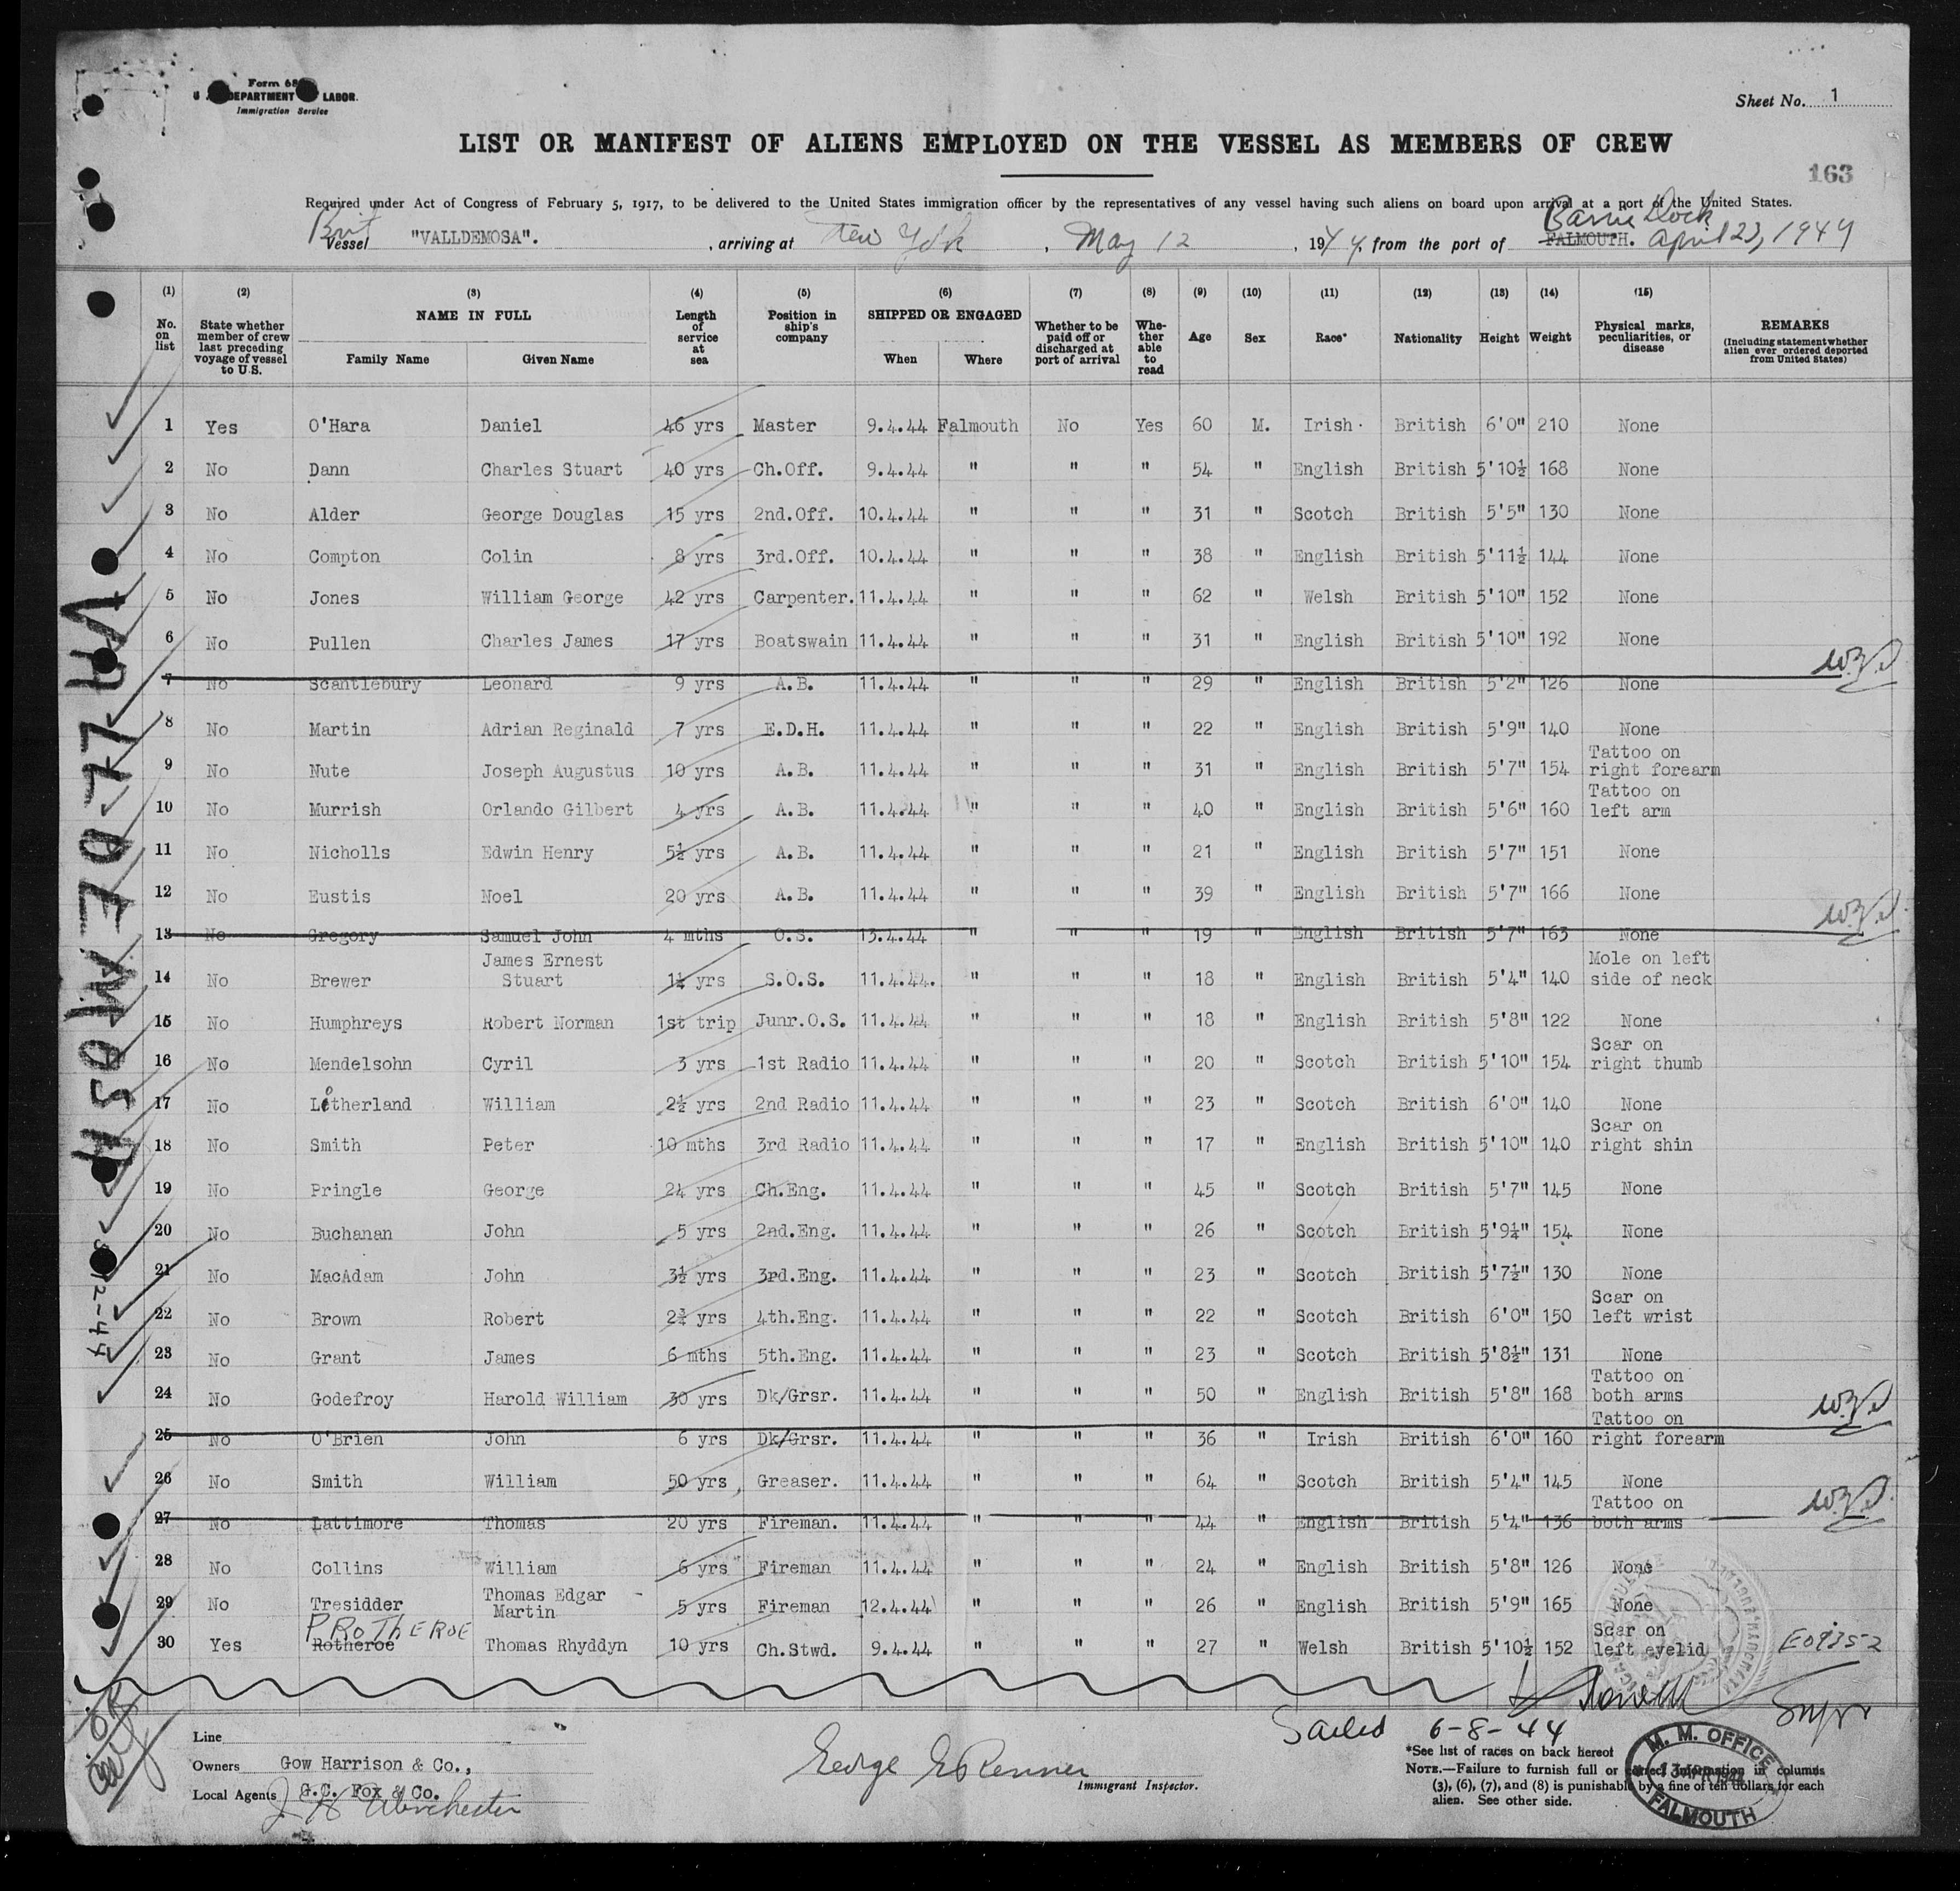 Form 68
DEPARTMENT LABOR.
Immigration Service
Sheet No. 1
LIST OR MANIFEST OF ALIENS EMPLOYED ON THE VESSEL AS MEMBERS OF CREW
163
Required under Act of Congress of February 5, 1917, to be delivered to the United States immigration officer by the representatives of any vessel having such aliens on board upon arrival at a port of the United States.
Brit Barrie Dock
Vessel "VALLDEMOSA". , arriving at New York , May 12 , 1944, from the port of FALMOUTH. April 23, 1944
(1) (2) (3) (4) (5) (6) (7) (8) (9) (10) (11) (12) (13) (14) (15)
No. on list State whether member of crew last preceding voyage of vessel to U.S. NAME IN FULL Family Name Given Name Length of service at sea Position in ship's company SHIPPED OR ENGAGED When Where Whether to be paid off or discharged at port of arrival Whe-ther able to read Age Sex Race* Nationality Height Weight Physical marks, peculiarities, or disease REMARKS (Including statement whether alien ever ordered deported from United States)
1 Yes O'Hara Daniel 46 yrs Master 9.4.44 Falmouth No Yes 60 M. Irish British 6'0" 210 None
2 No Dann Charles Stuart 40 yrs Ch.Off. 9.4.44 " " " 54 " English British 5'10½ 168 None
3 No Alder George Douglas 15 yrs 2nd.Off. 10.4.44 " " " 31 " Scotch British 5'5" 130 None
4 No Compton Colin 8 yrs 3rd.Off. 10.4.44 " " " 38 " English British 5'11½ 144 None
5 No Jones William George 42 yrs Carpenter. 11.4.44 " " " 62 " Welsh British 5'10" 152 None
6 No Pullen Charles James 17 yrs Boatswain 11.4.44 " " " 31 " English British 5'10" 192 None
7 No Scantlebury Leonard 9 yrs A.B. 11.4.44 " " " 29 " English British 5'2" 126 None
8 No Martin Adrian Reginald 7 yrs E.D.H. 11.4.44 " " " 22 " English British 5'9" 140 None
9 No Nute Joseph Augustus 10 yrs A.B. 11.4.44 " " " 31 " English British 5'7" 154 Tattoo on right forearm
10 No Murrish Orlando Gilbert 4 yrs A.B. 11.4.44 " " " 40 " English British 5'6" 160 Tattoo on left arm
11 No Nicholls Edwin Henry 5½ yrs A.B. 11.4.44 " " " 21 " English British 5'7" 151 None
12 No Eustis Noel 20 yrs A.B. 11.4.44 " " " 39 " English British 5'7" 166 None
13 No Gregory Samuel John 4 mths O.S. 13.4.44 " " " 19 " English British 5'7" 163 None
14 No Brewer James Ernest Stuart 1¼ yrs S.O.S. 11.4.44. " " " 18 " English British 5'4" 140 Mole on left side of neck
15 No Humphreys Robert Norman 1st trip Junr.O.S. 11.4.44 " " " 18 " English British 5'8" 122 None
16 No Mendelsohn Cyril 3 yrs 1st Radio 11.4.44 " " " 20 " Scotch British 5'10" 154 Scar on right thumb
17 No Lotherland William 2½ yrs 2nd Radio 11.4.44 " " " 23 " Scotch British 6'0" 140 None
18 No Smith Peter 10 mths 3rd Radio 11.4.44 " " " 17 " English British 5'10" 140 Scar on right shin
19 No Pringle George 24 yrs Ch.Eng. 11.4.44 " " " 45 " Scotch British 5'7" 145 None
20 No Buchanan John 5 yrs 2nd.Eng. 11.4.44 " " " 26 " Scotch British 5'9¼" 154 None
21 No MacAdam John 3½ yrs 3rd.Eng. 11.4.44 " " " 23 " Scotch British 5'7½" 130 None
22 No Brown Robert 2¾ yrs 4th.Eng. 11.4.44 " " " 22 " Scotch British 6'0" 150 Scar on left wrist
23 No Grant James 6 mths 5th.Eng. 11.4.44 " " " 23 " Scotch British 5'8½" 131 None
24 No Godefroy Harold William 30 yrs Dk/Grsr. 11.4.44 " " " 50 " English British 5'8" 168 Tattoo on both arms
25 No O'Brien John 6 yrs Dk/Grsr. 11.4.44 " " " 36 " Irish British 6'0" 160 Tattoo on right forearm
26 No Smith William 50 yrs Greaser. 11.4.44 " " " 64 " Scotch British 5'4" 145 None
27 No Lattimore Thomas 20 yrs Fireman. 11.4.44 " " " 44 " English British 5'4" 136 Tattoo on both arms
28 No Collins William 6 yrs Fireman 11.4.44 " " " 24 " English British 5'8" 126 None
29 No Tresidder Thomas Edgar Martin 5 yrs Fireman 12.4.44 " " " 26 " English British 5'9" 165 None
PROTHEROE
30 Yes Rotheroe Thomas Rhyddyn 10 yrs Ch.Stwd. 9.4.44 " " " 27 " Welsh British 5'10½ 152 Scar on left eyelid E09352
VALLDEMOSA
Sailed 6-8-44
Line
Owners Gow Harrison & Co.,
Local Agents G.C. Fox & Co.
George E Renner
Immigrant Inspector.
*See list of races on back hereof
NOTE.—Failure to furnish full or correct information in columns
(3), (6), (7), and (8) is punishable by a fine of ten dollars for each
alien. See other side.
M. M. OFFICE
FALMOUTH